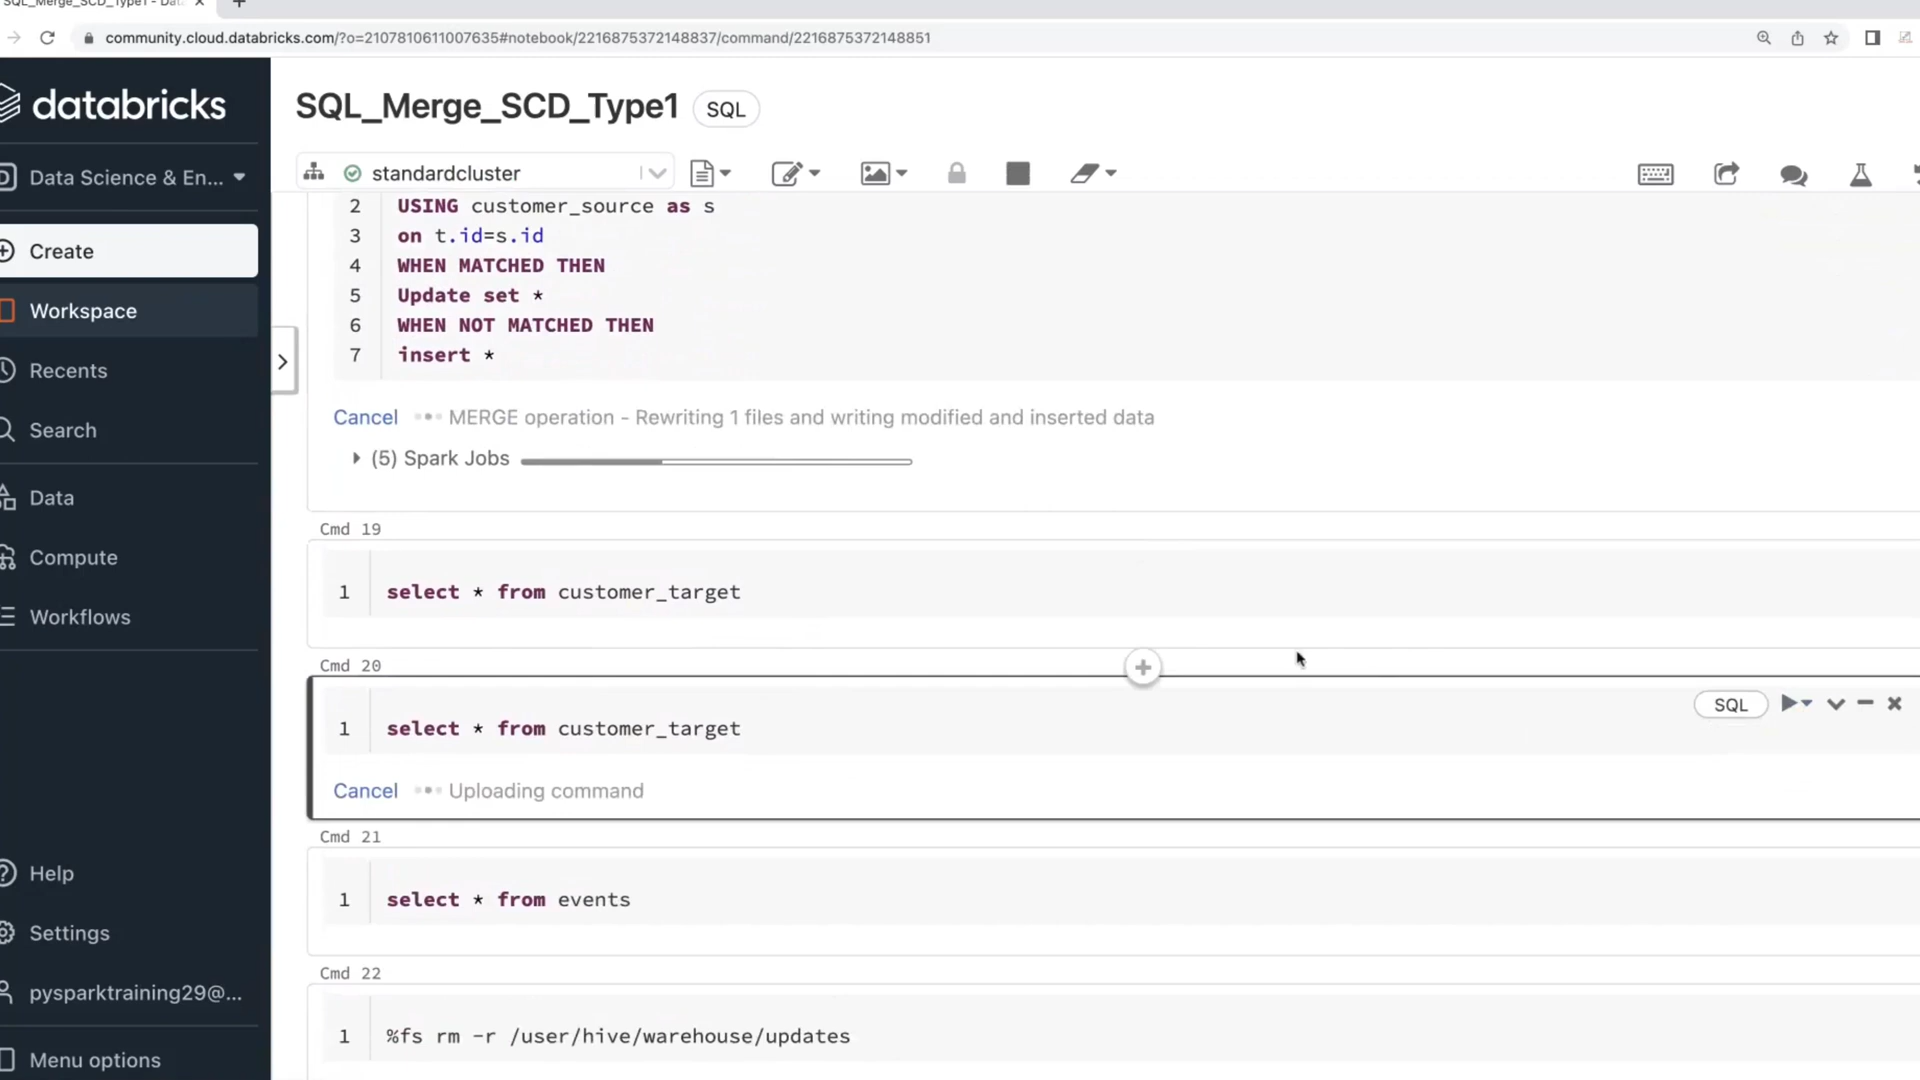 SQL_Merge_SCD_Type1 - Data
community.cloud.databricks.com/?o=2107810611007635#notebook/2216875372148837/command/2216875372148851
databricks
SQL_Merge_SCD_Type1 SQL
D Data Science & En...
standardcluster
Create
Workspace
Recents
Search
Data
Compute
Workflows
Help
Settings
pysparktraining29@...
Menu options
2 USING customer_source as s
3 on t.id=s.id
4 WHEN MATCHED THEN
5 Update set *
6 WHEN NOT MATCHED THEN
7 insert *
Cancel MERGE operation - Rewriting 1 files and writing modified and inserted data
(5) Spark Jobs
Cmd 19
1 select * from customer_target
Cmd 20
SQL
1 select * from customer_target
Cancel Uploading command
Cmd 21
1 select * from events
Cmd 22
1 %fs rm -r /user/hive/warehouse/updates